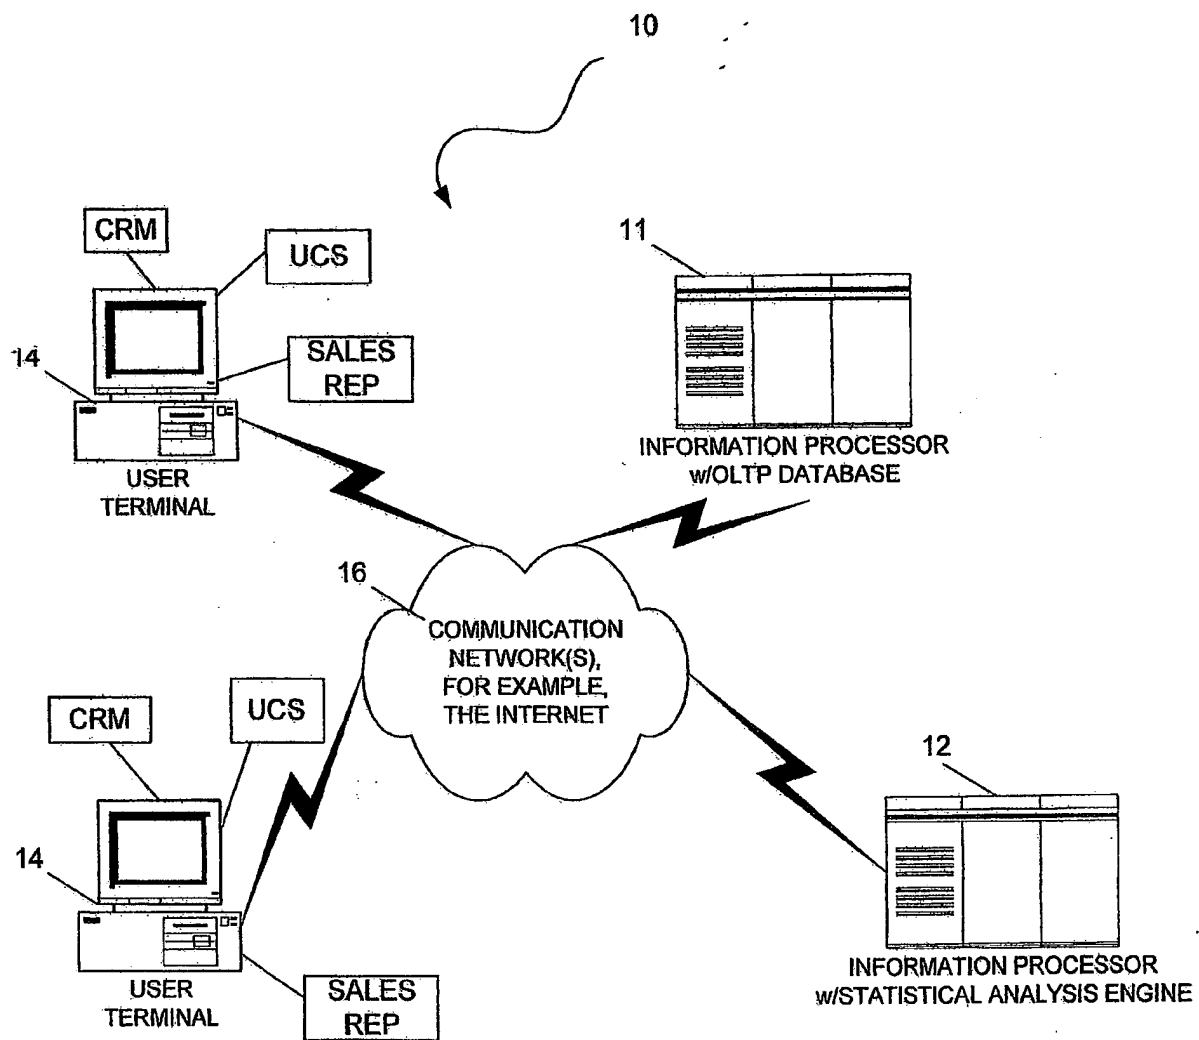 10
CRM
UCS
SALES
REP
14
USER
TERMINAL
11
INFORMATION PROCESSOR
w/OLTP DATABASE
16
COMMUNICATION
NETWORK(S),
FOR EXAMPLE,
THE INTERNET
CRM
UCS
14
USER
TERMINAL
SALES
REP
12
INFORMATION PROCESSOR
w/STATISTICAL ANALYSIS ENGINE